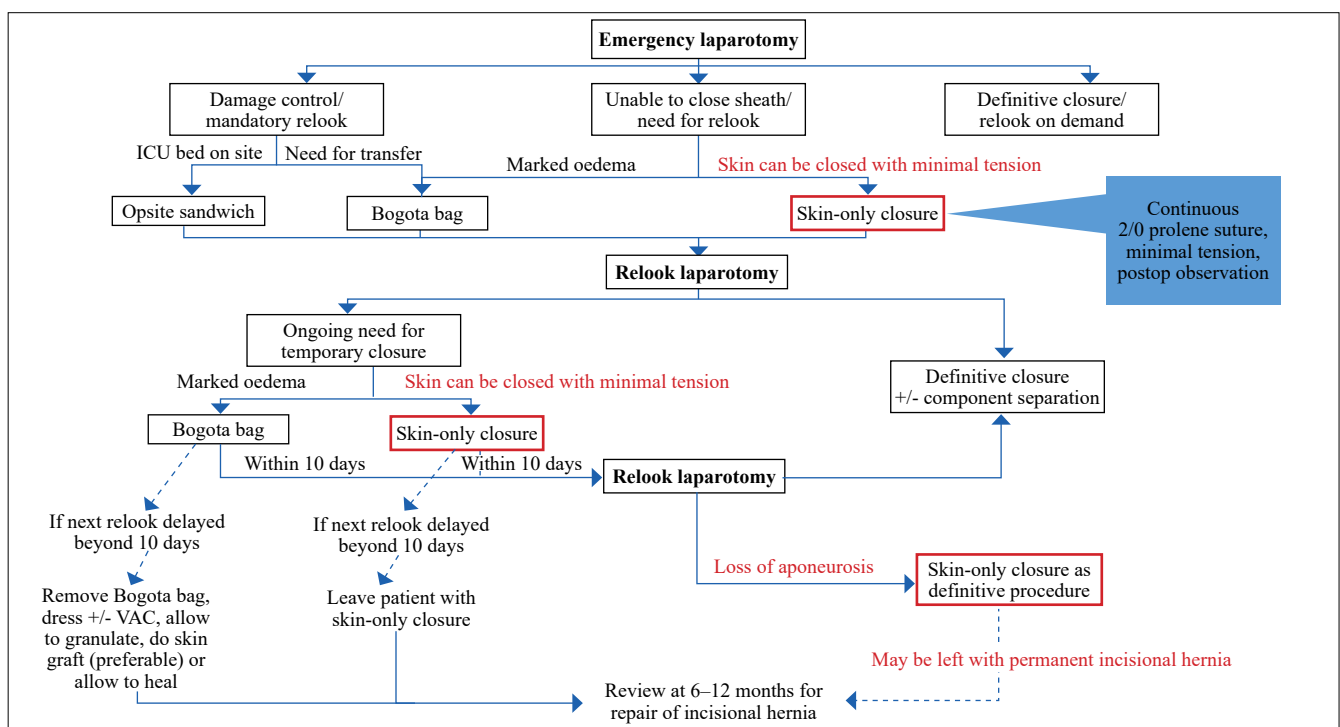 Emergency laparotomy
Damage control/
mandatory relook
Unable to close sheath/
need for relook
Definitive closure/
relook on demand
ICU bed on site
Need for transfer
Marked oedema
Skin can be closed with minimal tension
Opsite sandwich
Bogota bag
Skin-only closure
Continuous
2/0 prolene suture,
minimal tension,
postop observation
Relook laparotomy
Ongoing need for
temporary closure
Marked oedema
Skin can be closed with minimal tension
Definitive closure
+/- component separation
Bogota bag
Skin-only closure
Within 10 days
Within 10 days
Relook laparotomy
If next relook delayed
beyond 10 days
If next relook delayed
beyond 10 days
Loss of aponeurosis
Skin-only closure as
definitive procedure
Remove Bogota bag,
dress +/- VAC, allow
to granulate, do skin
graft (preferable) or
allow to heal
Leave patient with
skin-only closure
May be left with permanent incisional hernia
Review at 6–12 months for
repair of incisional hernia